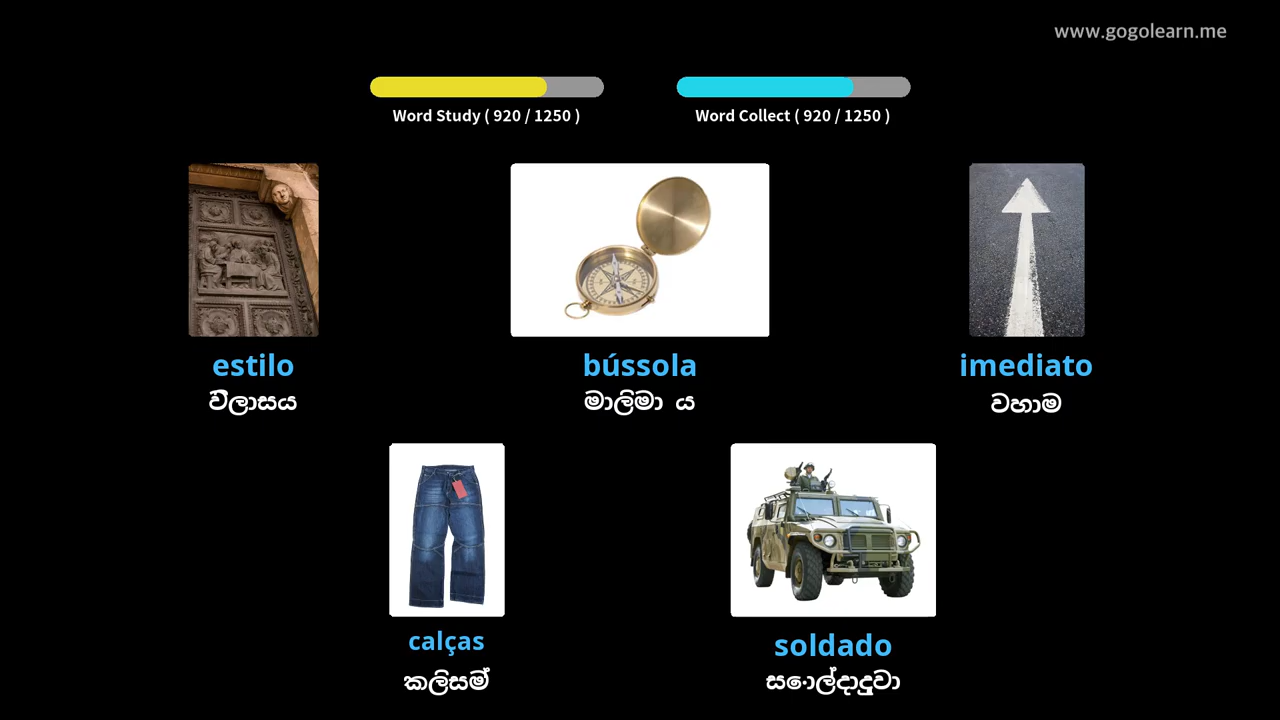 www.gogolearn.me
Word Study ( 920 / 1250 )
Word Collect ( 920 / 1250 )
estilo
විලාසය
bússola
මාලිමා ය
imediato
වහාම
calças
කලිසම්
soldado
සොල්දාදුවා